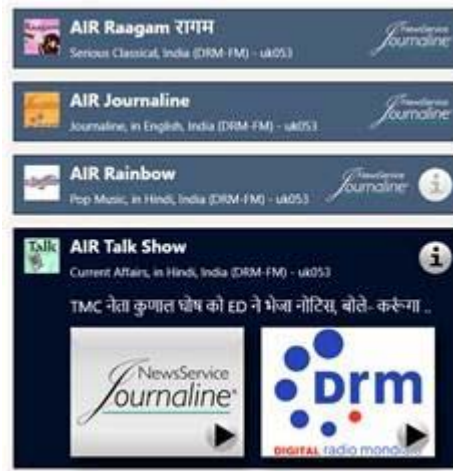 AIR Raagam रागम
Serious Classical, India (DRM-FM) - uk053
NewsService
Journaline
AIR Journaline
Journaline, in English, India (DRM-FM) - uk053
NewsService
Journaline
AIR Rainbow
Pop Music, in Hindi, India (DRM-FM) - uk053
NewsService
Journaline
i
Talk
AIR Talk Show
Current Affairs, in Hindi, India (DRM-FM) - uk053
i
TMC नेता कुणाल घोष को ED ने भेजा नोटिस, बोले- करूंगा ..
NewsService
Journaline®
Drm
DIGITAL radio mondiale